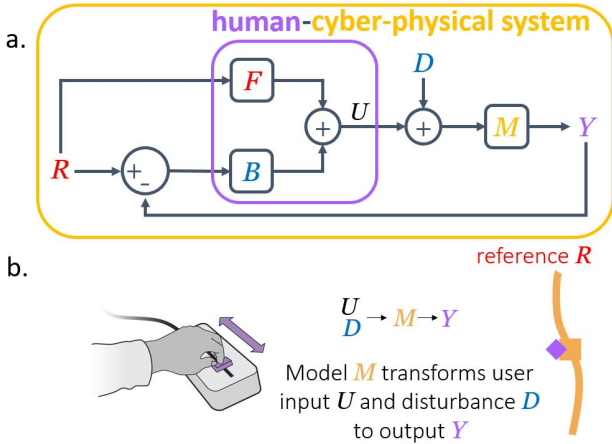 human-cyber-physical system
a.
F
D
U
+
+
M
Y
R
+
-
B
b.
reference R
U
D → M → Y
Model M transforms user
input U and disturbance D
to output Y